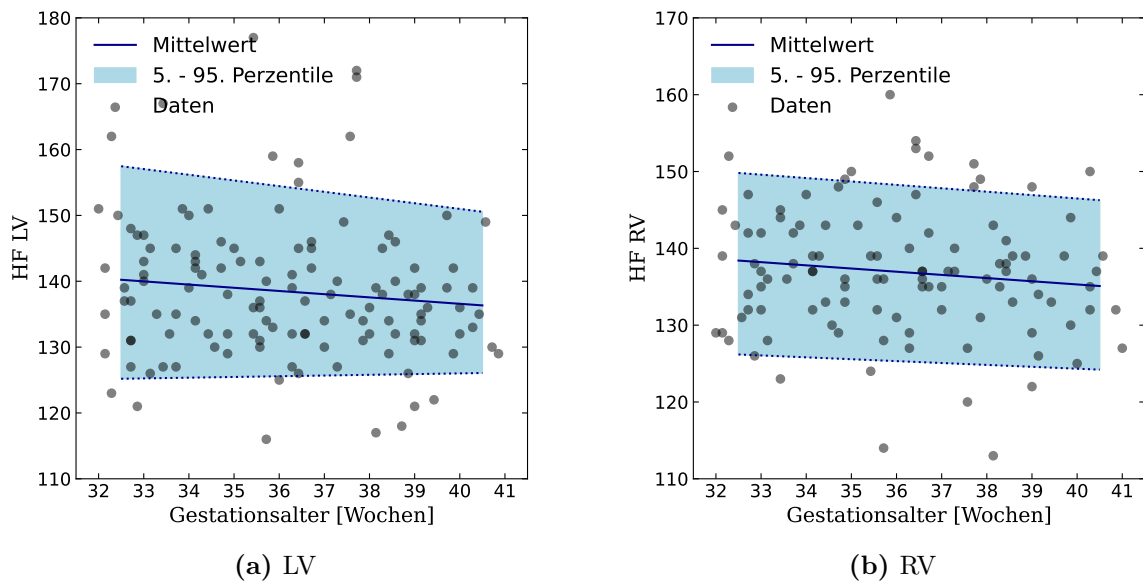 180
170
160
150
140
130
120
110
HF LV
Mittelwert
5. - 95. Perzentile
Daten
32 33 34 35 36 37 38 39 40 41
Gestationsalter [Wochen]
(a) LV
170
160
150
140
130
120
110
HF RV
Mittelwert
5. - 95. Perzentile
Daten
32 33 34 35 36 37 38 39 40 41
Gestationsalter [Wochen]
(b) RV